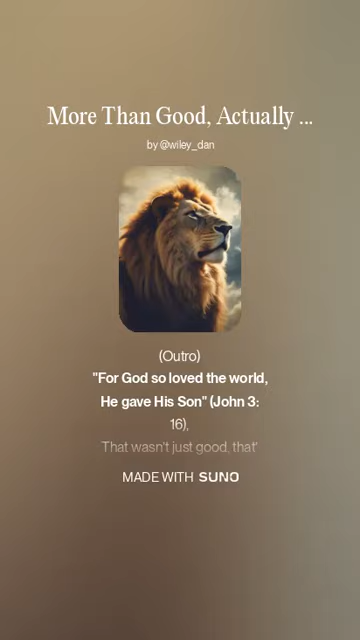 More Than Good, Actually ...
by @wiley_dan
(Outro)
"For God so loved the world,
He gave His Son" (John 3:
16),
That wasn't just good, that'
MADE WITH SUNO